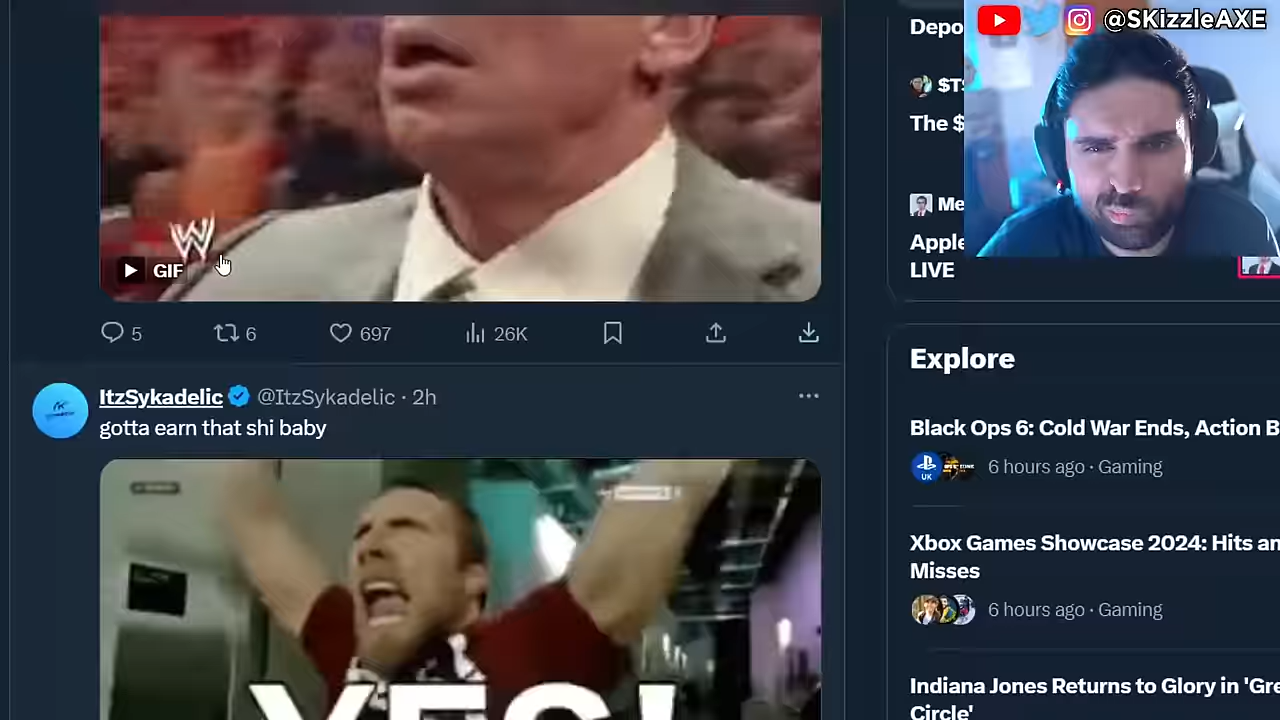 @SKizzleAXE
W
GIF
5
6
697
26K
ItzSykadelic @ItzSykadelic · 2h
gotta earn that shi baby
YES!
Depo
The $
Me
Apple
LIVE
Explore
Black Ops 6: Cold War Ends, Action B
UK
6 hours ago · Gaming
Xbox Games Showcase 2024: Hits an
Misses
6 hours ago · Gaming
Indiana Jones Returns to Glory in 'Gre
Circle'